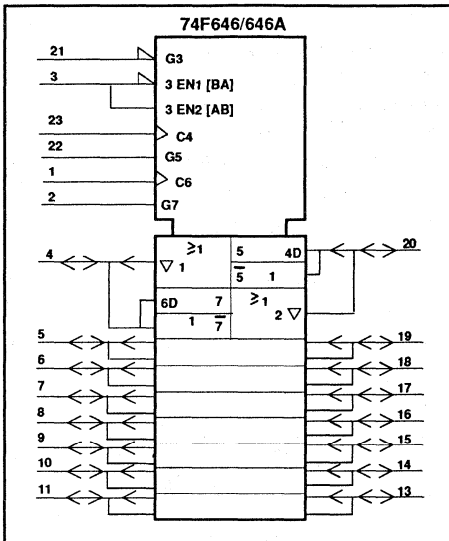 74F646/646A
21 G3
3 3 EN1 [BA]
3 EN2 [AB]
23 C4
22 G5
1 C6
2 G7
4 ≥1 5 4D 20
▽ 1 5̅ 1
6D 7 ≥1
1 7̅ 2 ▽
5 19
6 18
7 17
8 16
9 15
10 14
11 13